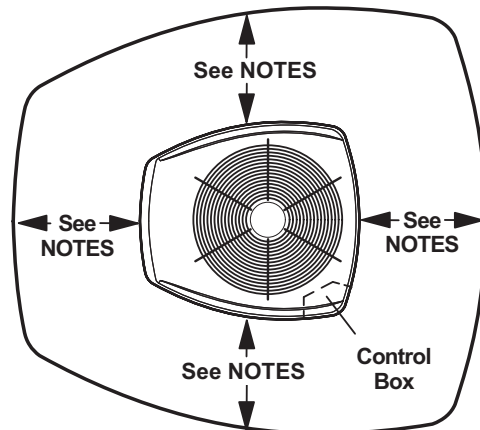 See NOTES
See
NOTES
See
NOTES
See NOTES
Control
Box